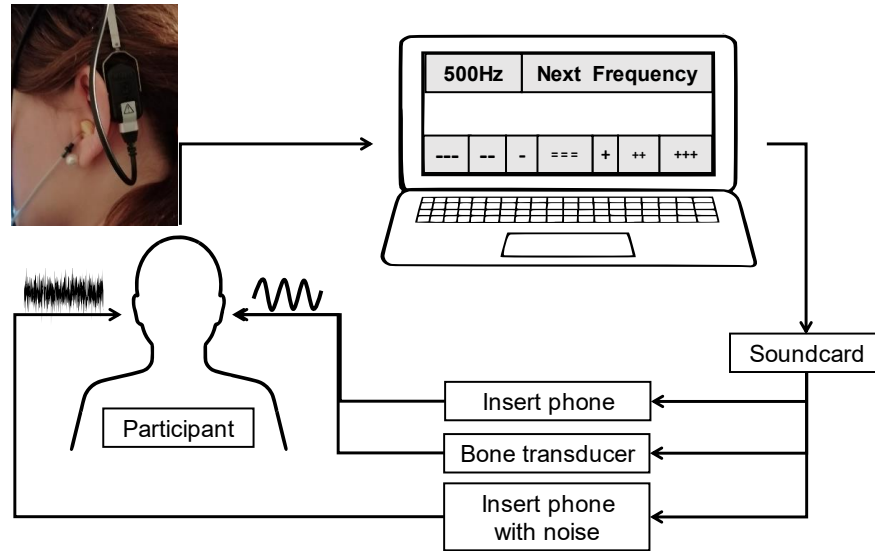 500Hz Next Frequency
--- -- - === + ++ +++
Soundcard
Insert phone
Participant
Bone transducer
Insert phone
with noise